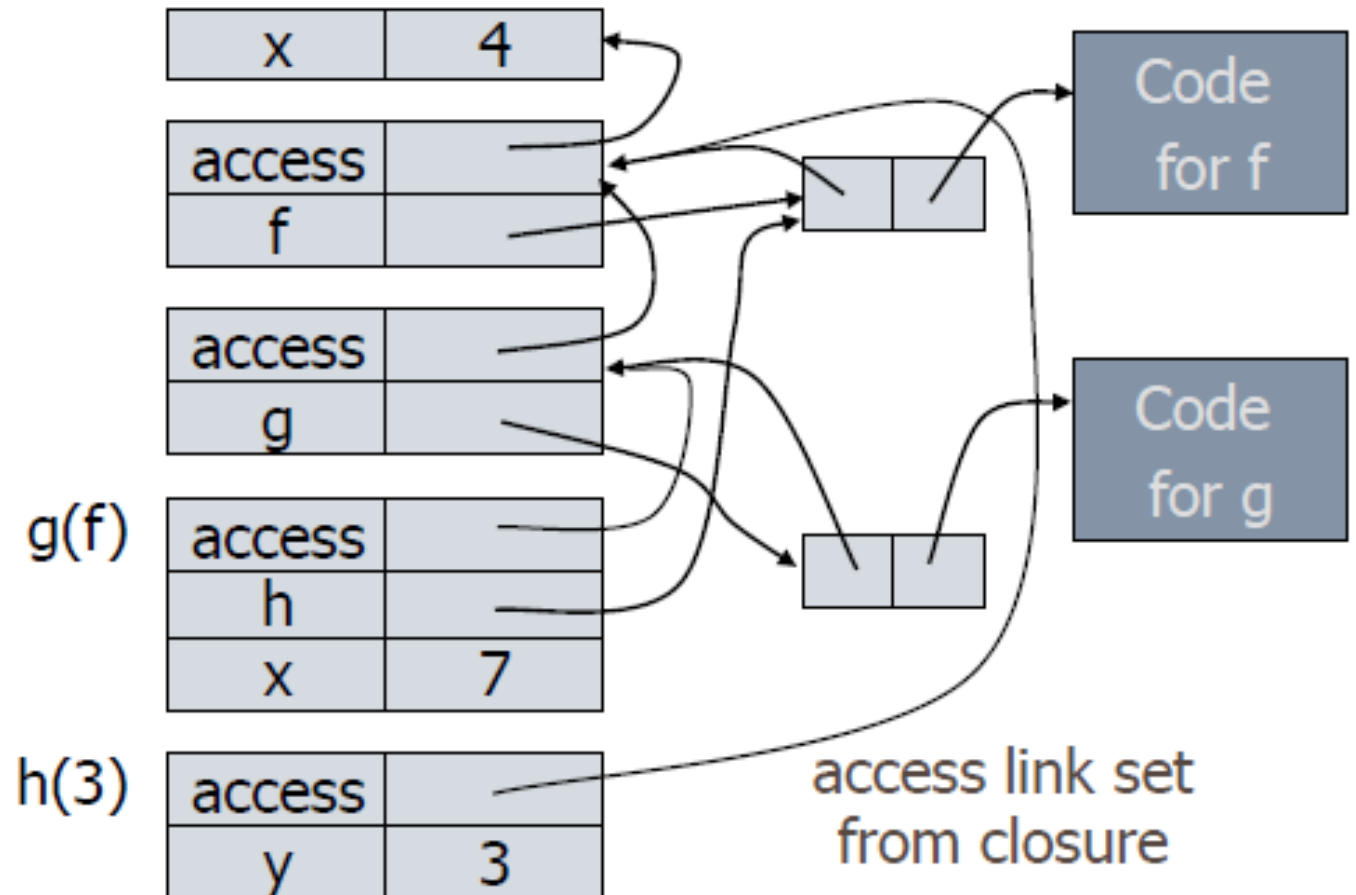 x 4
access
f
access
g
g(f)
access
h
x 7
h(3)
access
y 3
Code
for f
Code
for g
access link set
from closure